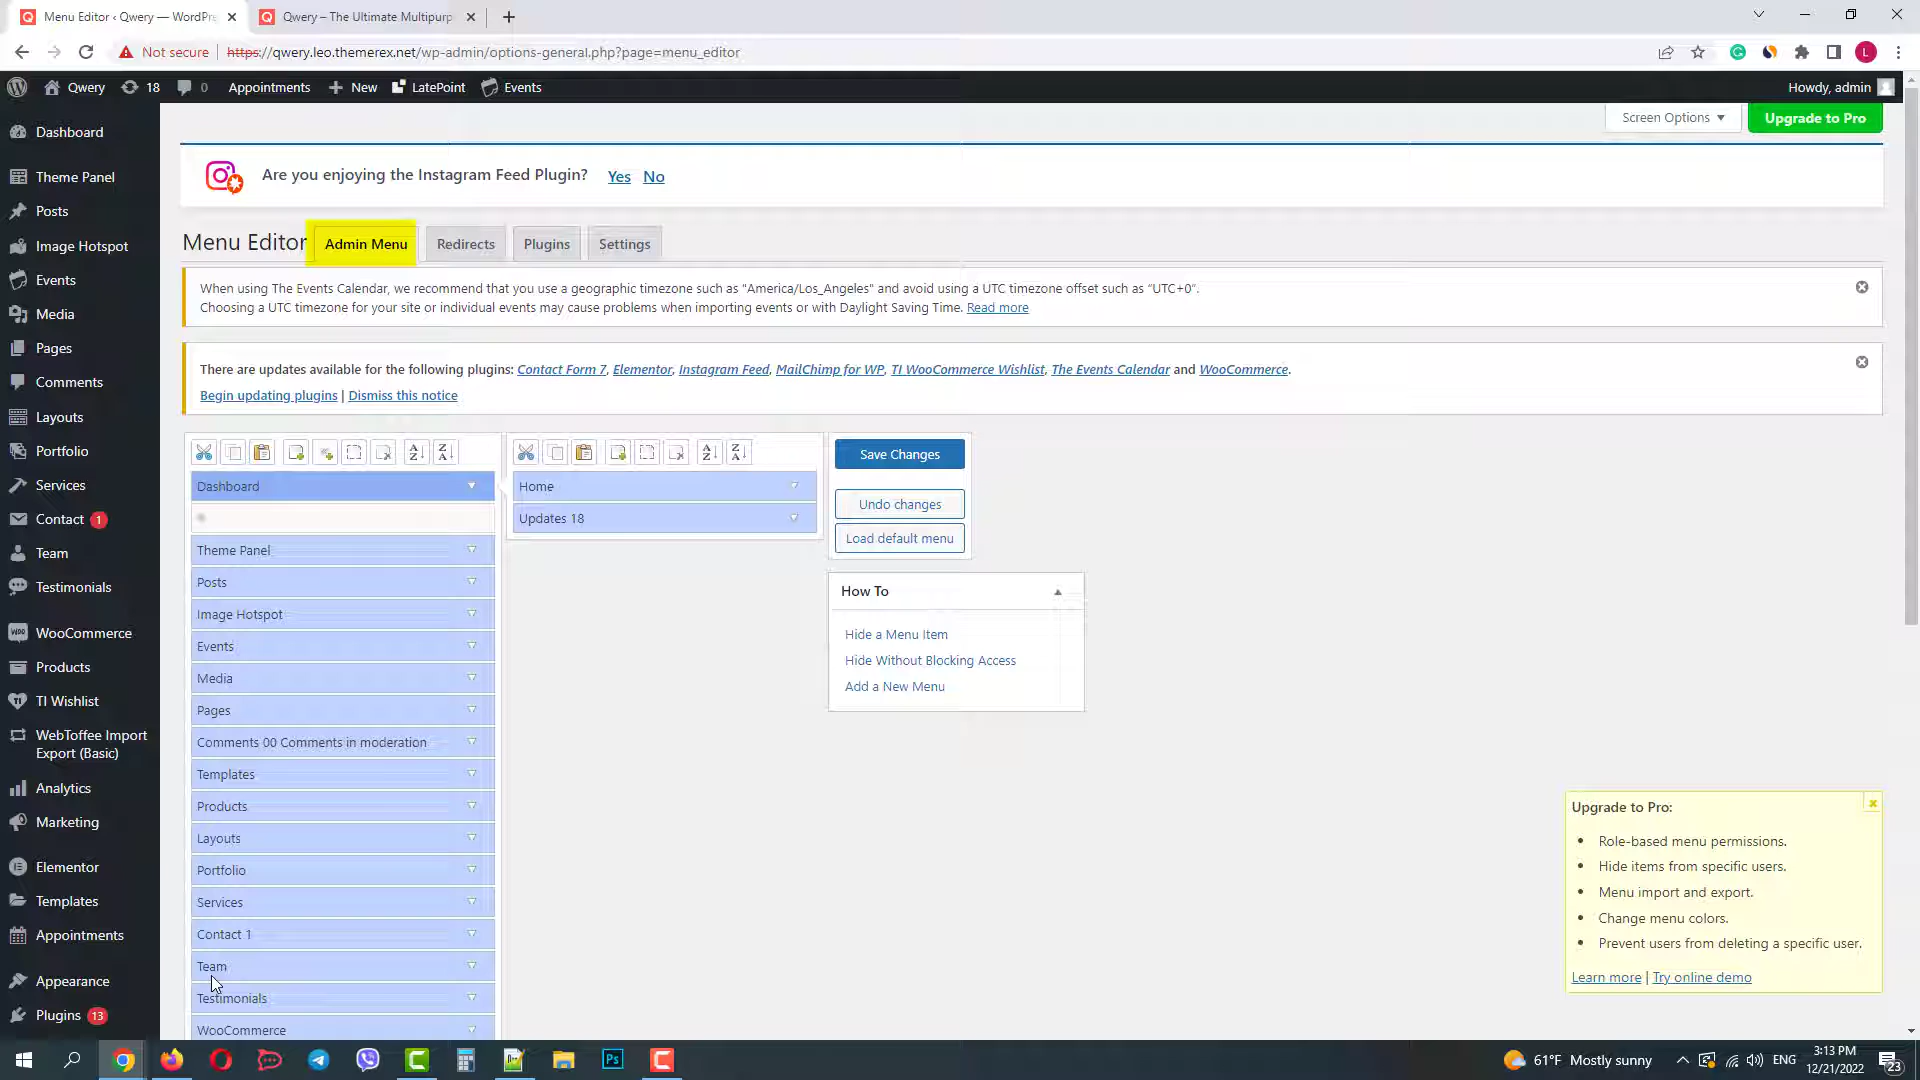 Menu Editor ‹ Qwery — WordPre
Qwery – The Ultimate Multipurp
Not secure
https://qwery.leo.themerex.net/wp-admin/options-general.php?page=menu_editor
L
Qwery
18
0
Appointments
New
LatePoint
Events
Howdy, admin
Screen Options
Upgrade to Pro
Are you enjoying the Instagram Feed Plugin?
Yes
No
Menu Editor
Admin Menu
Redirects
Plugins
Settings
When using The Events Calendar, we recommend that you use a geographic timezone such as "America/Los_Angeles" and avoid using a UTC timezone offset such as “UTC+0”.
Choosing a UTC timezone for your site or individual events may cause problems when importing events or with Daylight Saving Time. Read more
There are updates available for the following plugins: Contact Form 7, Elementor, Instagram Feed, MailChimp for WP, TI WooCommerce Wishlist, The Events Calendar and WooCommerce.
Begin updating plugins | Dismiss this notice
Dashboard
Theme Panel
Posts
Image Hotspot
Events
Media
Pages
Comments
Layouts
Portfolio
Services
Contact 1
Team
Testimonials
WOO WooCommerce
Products
TI Wishlist
WebToffee Import
Export (Basic)
Analytics
Marketing
Elementor
Templates
Appointments
Appearance
Plugins 13
A Z
Z A
Dashboard
Theme Panel
Posts
Image Hotspot
Events
Media
Pages
Comments 00 Comments in moderation
Templates
Products
Layouts
Portfolio
Services
Contact 1
Team
Testimonials
WooCommerce
A Z
Z A
Home
Updates 18
Save Changes
Undo changes
Load default menu
How To
Hide a Menu Item
Hide Without Blocking Access
Add a New Menu
Upgrade to Pro:
Role-based menu permissions.
Hide items from specific users.
Menu import and export.
Change menu colors.
Prevent users from deleting a specific user.
Learn more | Try online demo
Ps
61°F Mostly sunny
ENG
3:13 PM
12/21/2022
23